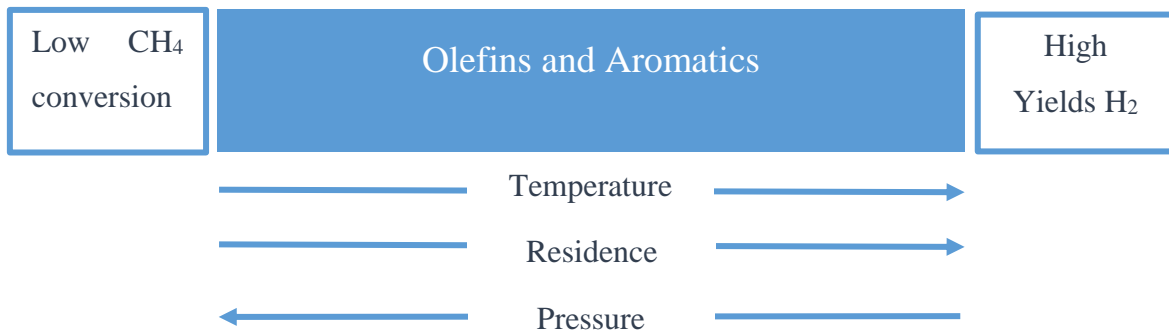 Low CH₄
conversion
Olefins and Aromatics
High
Yields H₂
Temperature
Residence
Pressure